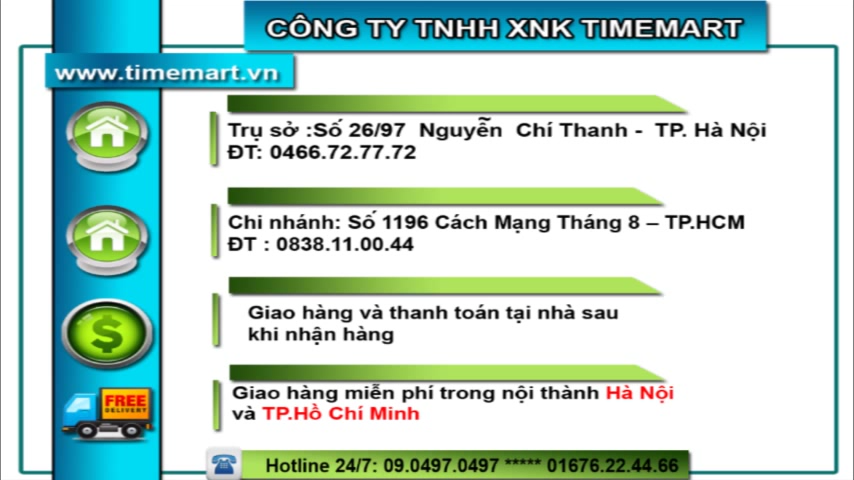 CÔNG TY TNHH XNK TIMEMART
www.timemart.vn
Trụ sở :Số 26/97 Nguyễn Chí Thanh - TP. Hà Nội
ĐT: 0466.72.77.72
Chi nhánh: Số 1196 Cách Mạng Tháng 8 – TP.HCM
ĐT : 0838.11.00.44
Giao hàng và thanh toán tại nhà sau
khi nhận hàng
Giao hàng miễn phí trong nội thành Hà Nội
và TP.Hồ Chí Minh
FREE
DELIVERY
Hotline 24/7: 09.0497.0497 ***** 01676.22.44.66